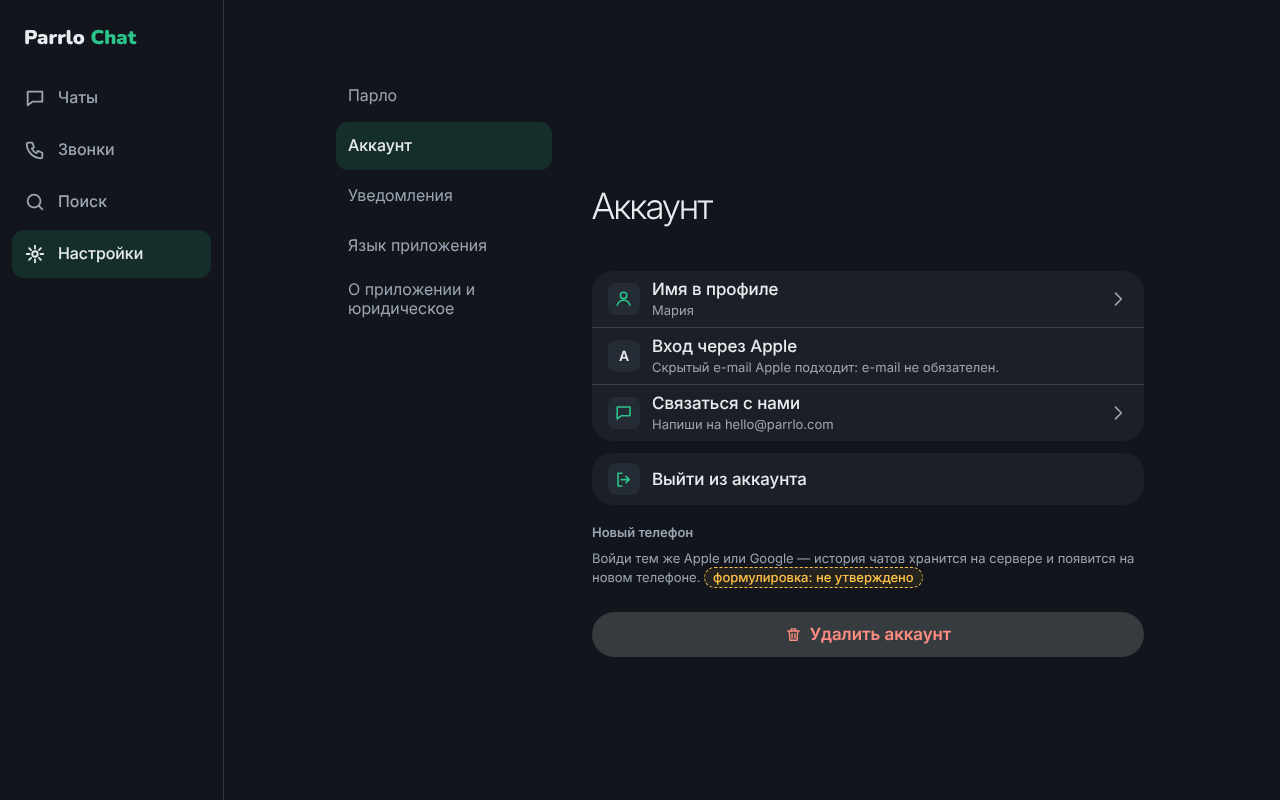 Parrlo Chat
Чаты
Звонки
Поиск
Настройки
Парло
Аккаунт
Уведомления
Язык приложения
О приложении и
юридическое
Аккаунт
Имя в профиле
Мария
A
Вход через Apple
Скрытый e-mail Apple подходит: e-mail не обязателен.
Связаться с нами
Напиши на hello@parrlo.com
Выйти из аккаунта
Новый телефон
Войди тем же Apple или Google — история чатов хранится на сервере и появится на
новом телефоне. формулировка: не утверждено
Удалить аккаунт